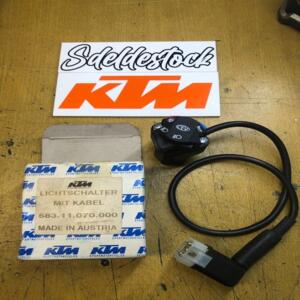 Sdeldestock
KTM
KTM
LICHTSCHALTER
MIT KABEL
583.11.070.000
MADE IN AUSTRIA